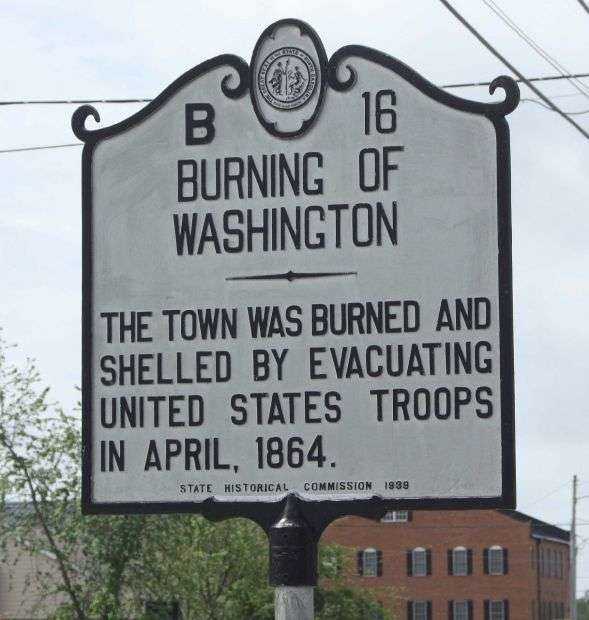 B 16
BURNING OF
WASHINGTON
THE TOWN WAS BURNED AND
SHELLED BY EVACUATING
UNITED STATES TROOPS
IN APRIL, 1864.
STATE HISTORICAL COMMISSION 1939